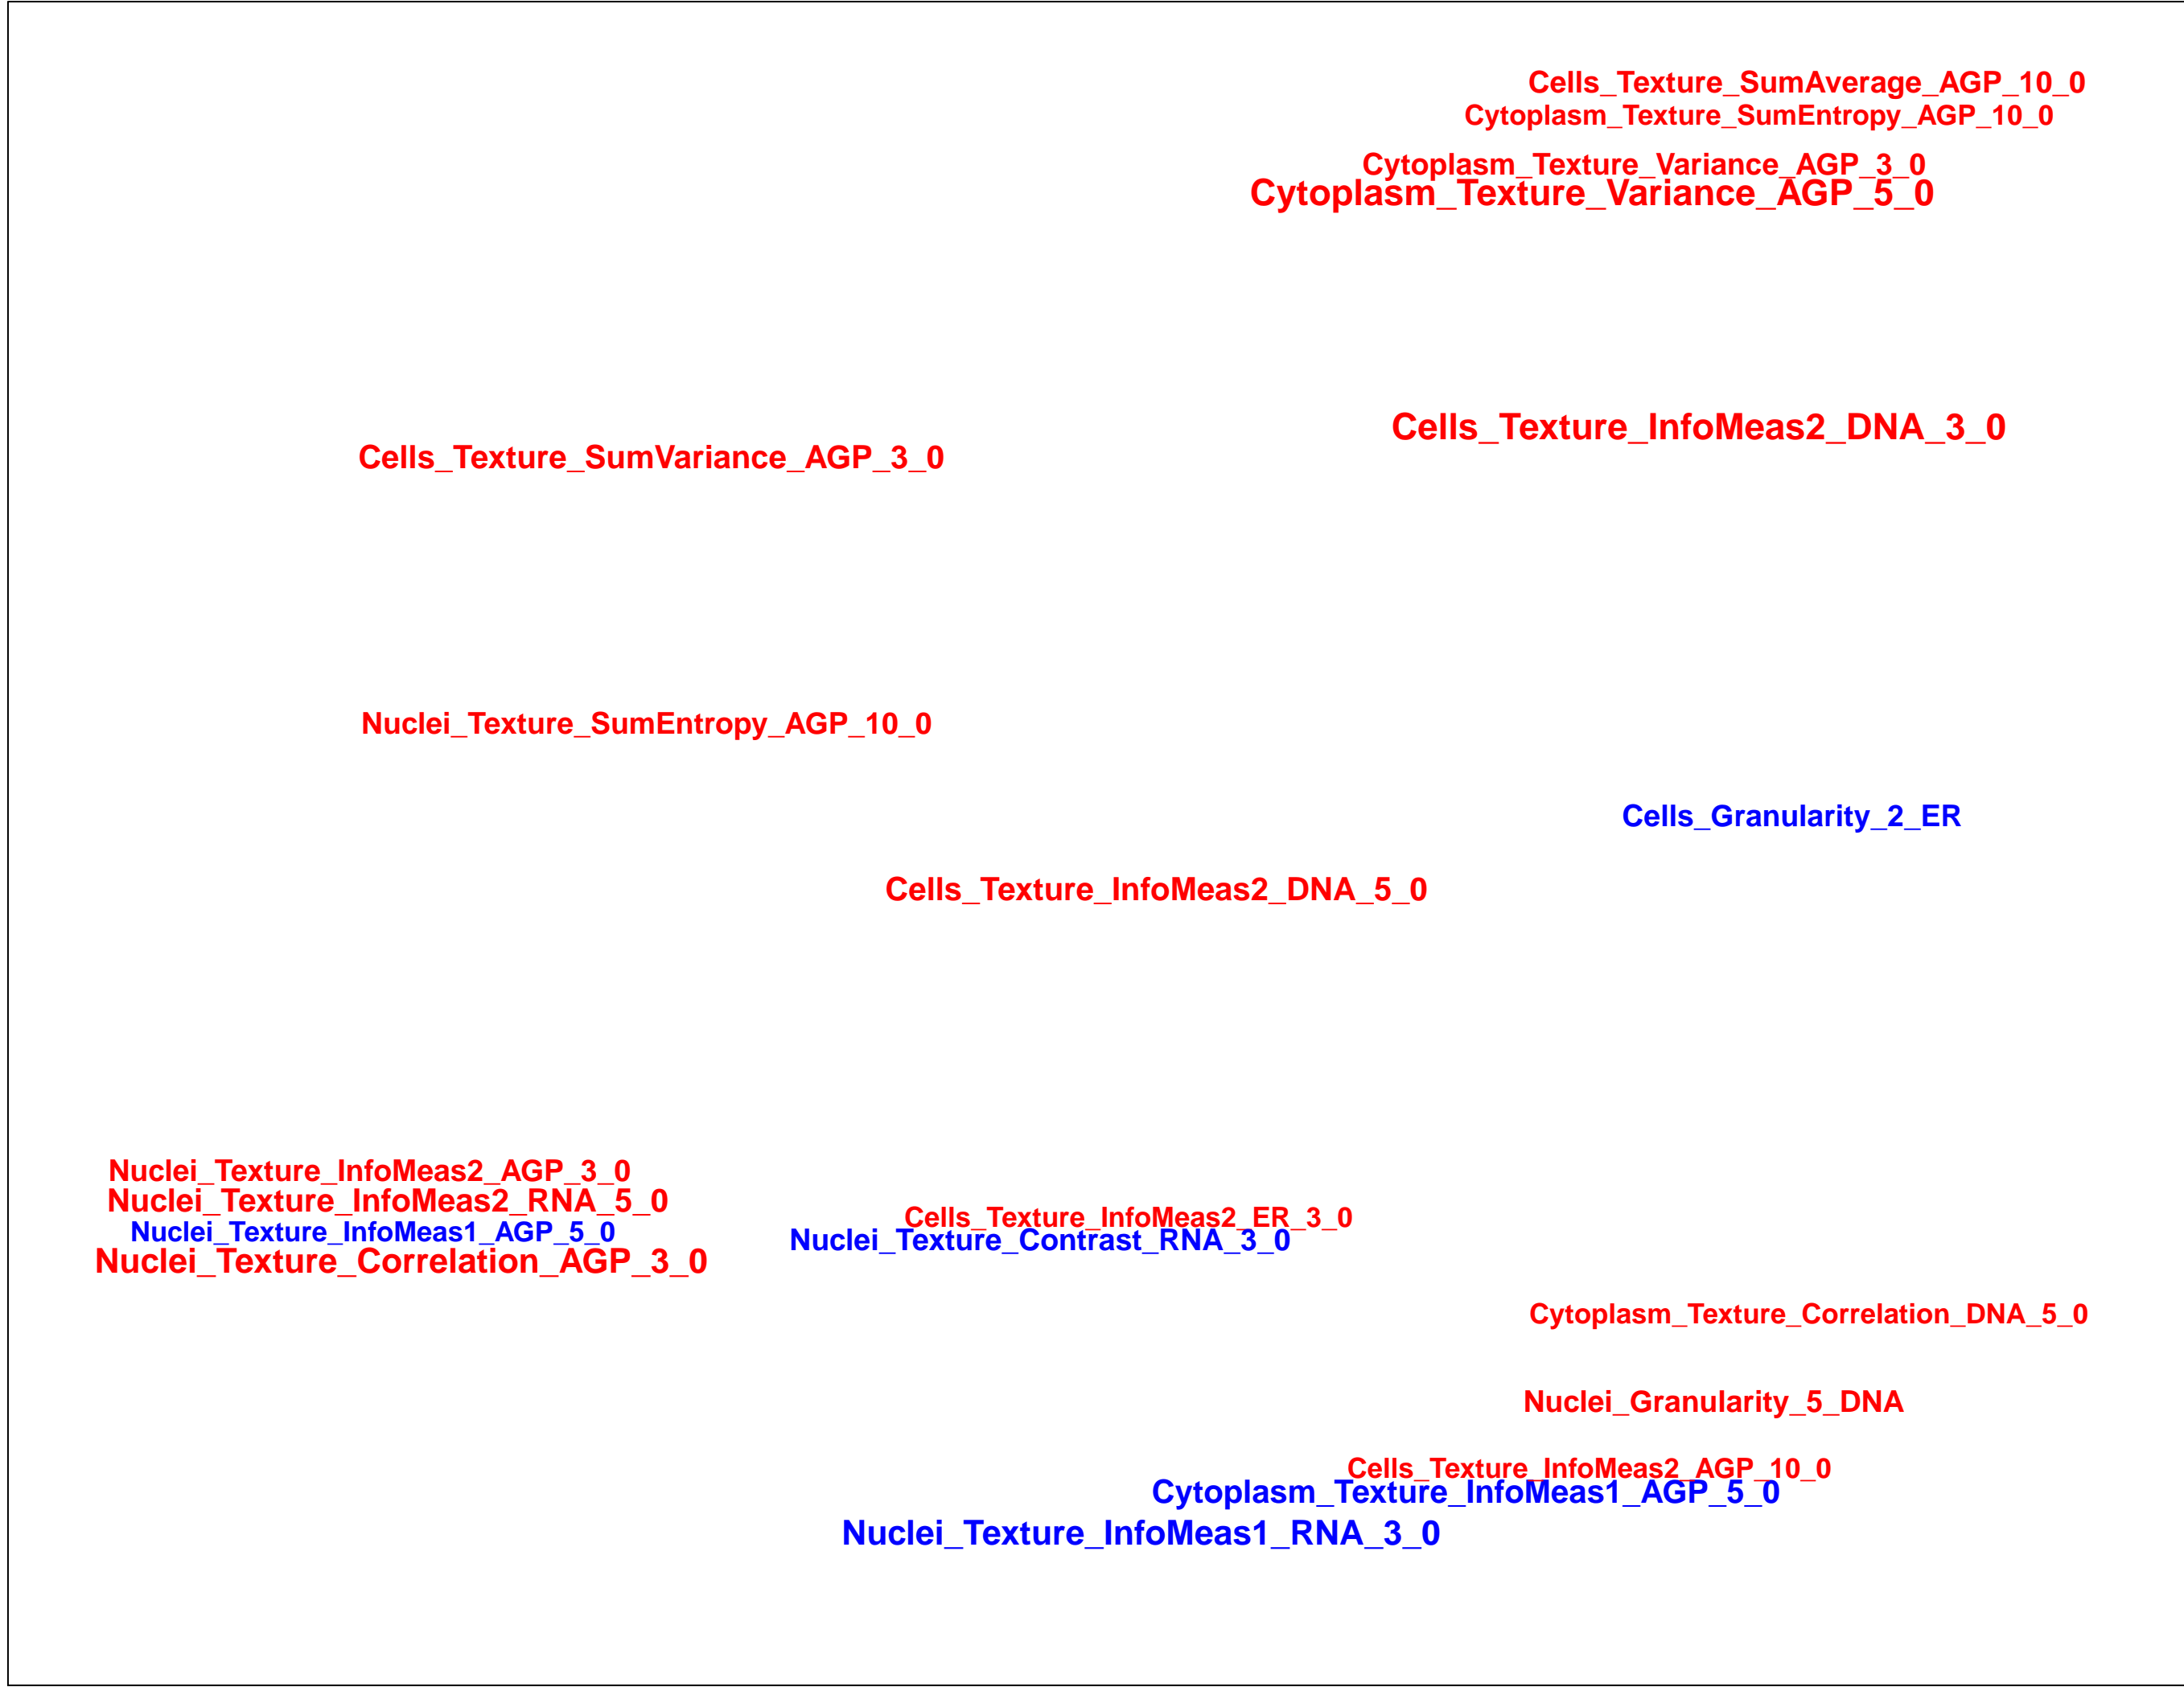 Cells_Texture_SumAverage_AGP_10_0
Cytoplasm_Texture_SumEntropy_AGP_10_0
Cytoplasm_Texture_Variance_AGP_3_0
Cytoplasm_Texture_Variance_AGP_5_0
Cells_Texture_InfoMeas2_DNA_3_0
Cells_Texture_SumVariance_AGP_3_0
Nuclei_Texture_SumEntropy_AGP_10_0
Cells_Granularity_2_ER
Cells_Texture_InfoMeas2_DNA_5_0
Nuclei_Texture_InfoMeas2_AGP_3_0
Nuclei_Texture_InfoMeas2_RNA_5_0
Nuclei_Texture_InfoMeas1_AGP_5_0
Nuclei_Texture_Correlation_AGP_3_0
Cells_Texture_InfoMeas2_ER_3_0
Nuclei_Texture_Contrast_RNA_3_0
Cytoplasm_Texture_Correlation_DNA_5_0
Nuclei_Granularity_5_DNA
Cells_Texture_InfoMeas2_AGP_10_0
Cytoplasm_Texture_InfoMeas1_AGP_5_0
Nuclei_Texture_InfoMeas1_RNA_3_0